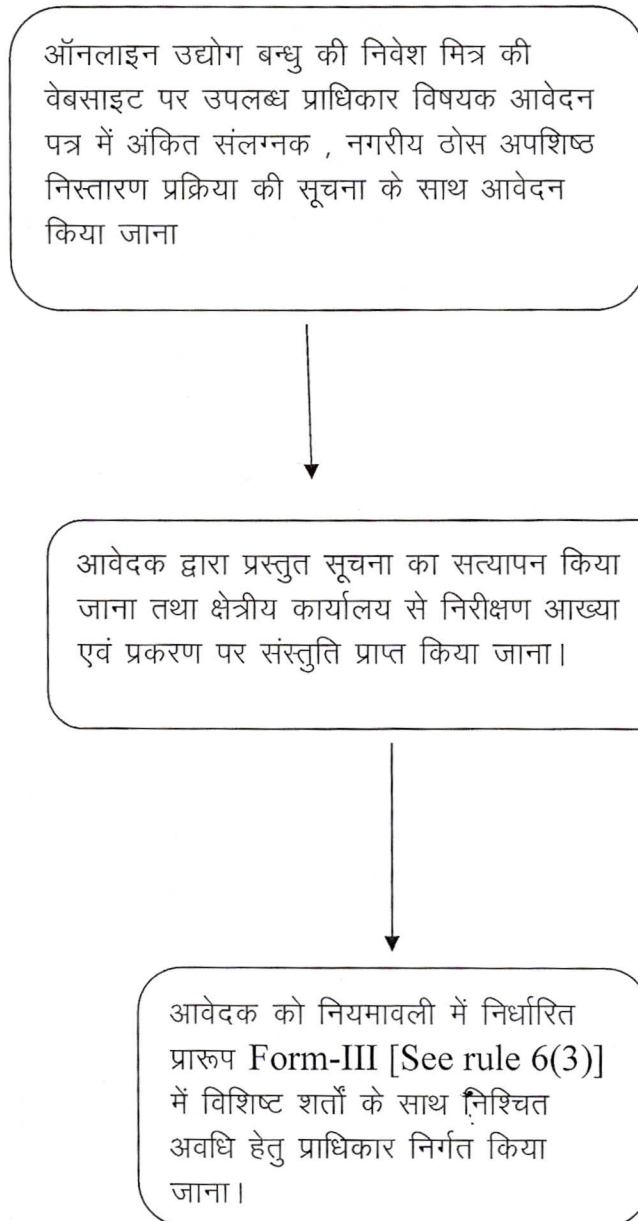 ऑनलाइन उद्योग बन्धु की निवेश मित्र की
वेबसाइट पर उपलब्ध प्राधिकार विषयक आवेदन
पत्र में अंकित संलग्नक , नगरीय ठोस अपशिष्ठ
निस्तारण प्रक्रिया की सूचना के साथ आवेदन
किया जाना
आवेदक द्वारा प्रस्तुत सूचना का सत्यापन किया
जाना तथा क्षेत्रीय कार्यालय से निरीक्षण आख्या
एवं प्रकरण पर संस्तुति प्राप्त किया जाना।
आवेदक को नियमावली में निर्धारित
प्रारूप Form-III [See rule 6(3)]
में विशिष्ट शर्तों के साथ निश्चित
अवधि हेतु प्राधिकार निर्गत किया
जाना।